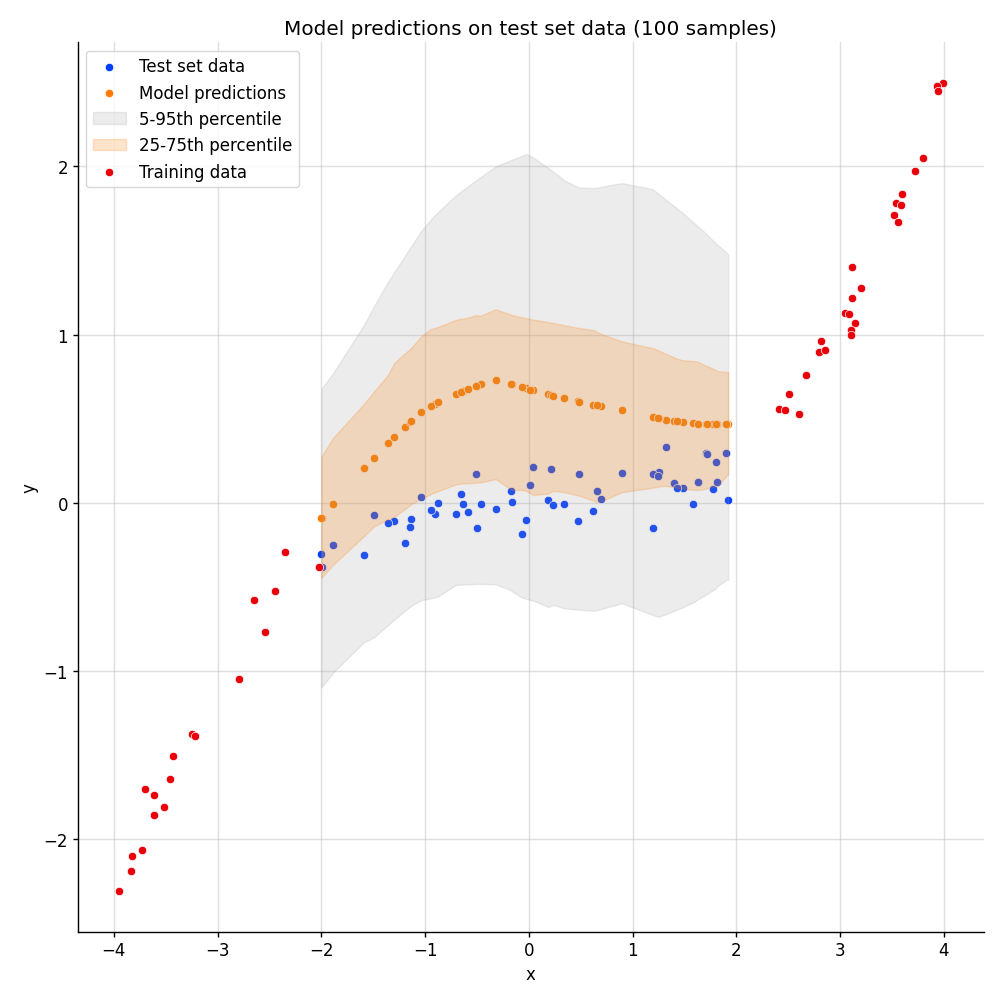 Model predictions on test set data (100 samples)
Test set data
Model predictions
5-95th percentile
25-75th percentile
Training data
y
2
1
0
−1
−2
−4 −3 −2 −1 0 1 2 3 4
x